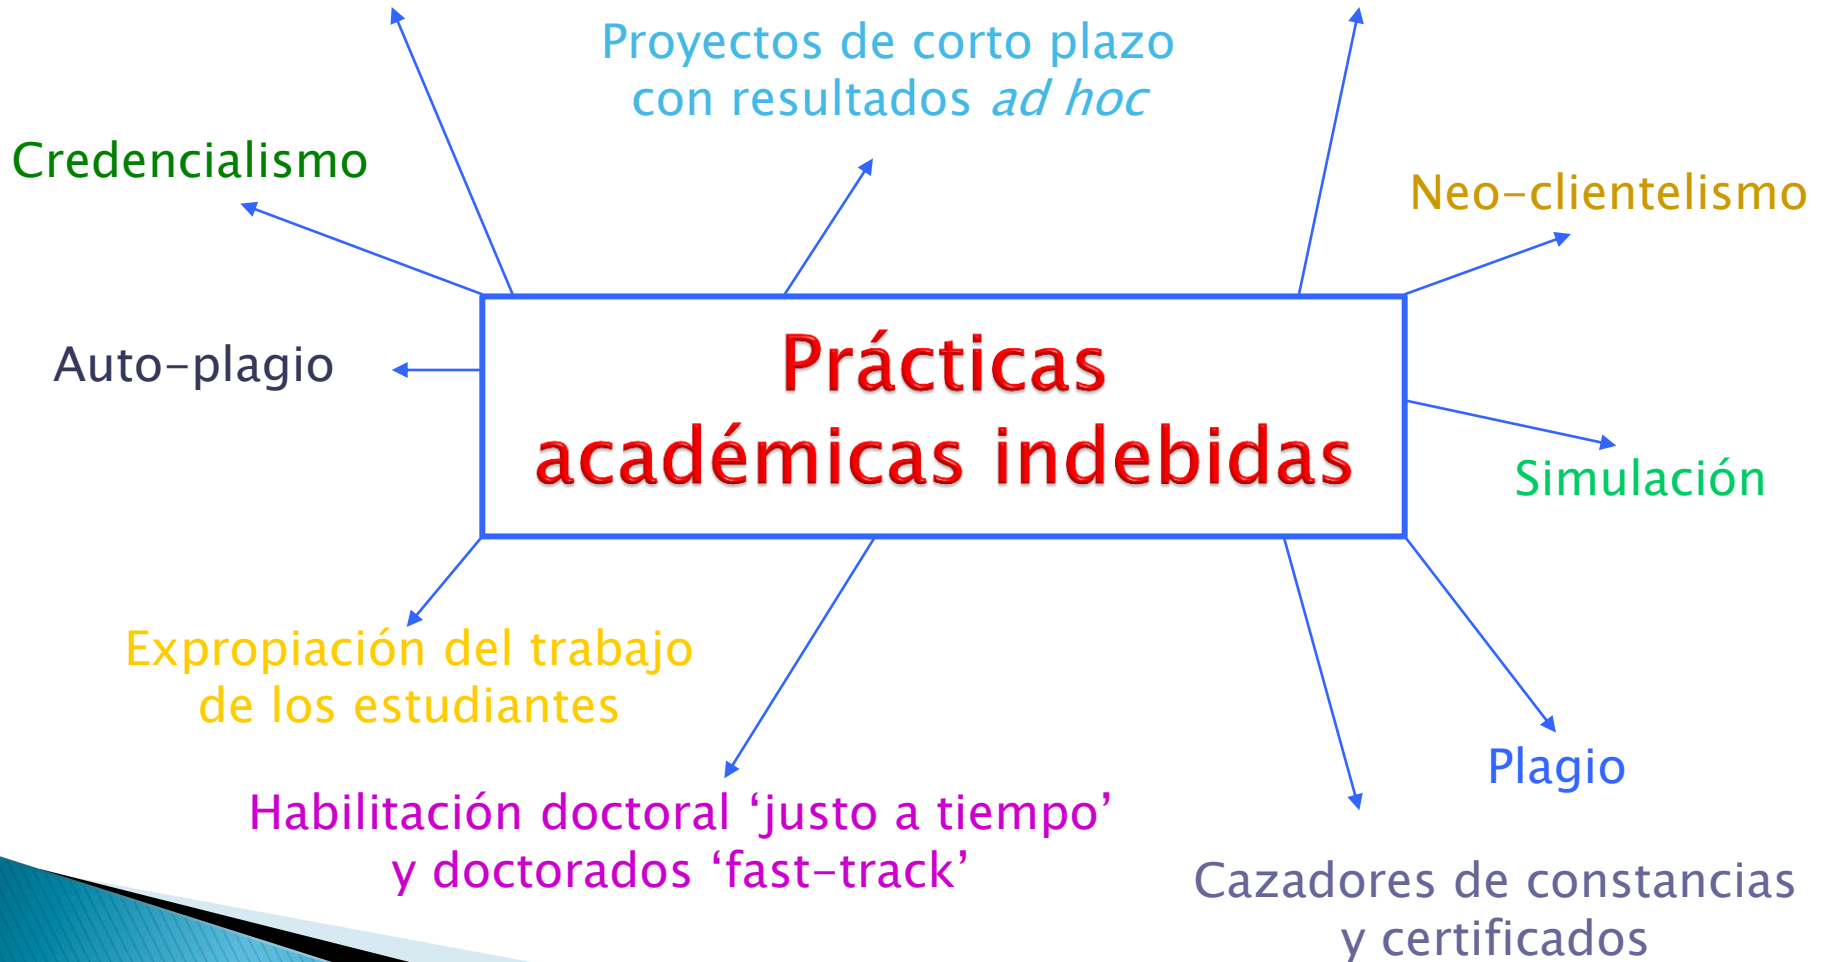 Proyectos de corto plazo
con resultados ad hoc
Credencialismo
Neo-clientelismo
Prácticas
académicas indebidas
Auto-plagio
Simulación
Expropiación del trabajo
de los estudiantes
Plagio
Habilitación doctoral ‘justo a tiempo’
y doctorados ‘fast-track’
Cazadores de constancias
y certificados